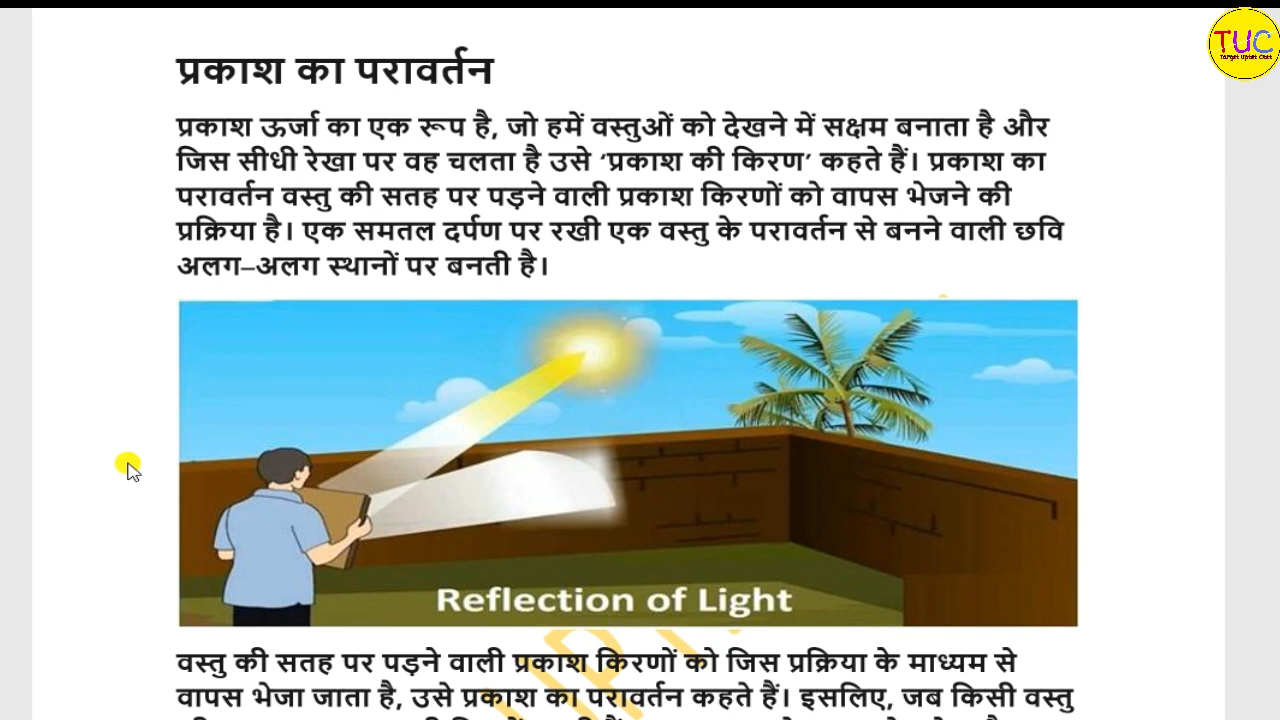 TUC
Target Uptet Ctet
प्रकाश का परावर्तन
प्रकाश ऊर्जा का एक रूप है, जो हमें वस्तुओं को देखने में सक्षम बनाता है और
जिस सीधी रेखा पर वह चलता है उसे ‘प्रकाश की किरण’ कहते हैं। प्रकाश का
परावर्तन वस्तु की सतह पर पड़ने वाली प्रकाश किरणों को वापस भेजने की
प्रक्रिया है। एक समतल दर्पण पर रखी एक वस्तु के परावर्तन से बनने वाली छवि
अलग–अलग स्थानों पर बनती है।
Reflection of Light
वस्तु की सतह पर पड़ने वाली प्रकाश किरणों को जिस प्रक्रिया के माध्यम से
वापस भेजा जाता है, उसे प्रकाश का परावर्तन कहते हैं। इसलिए, जब किसी वस्तु